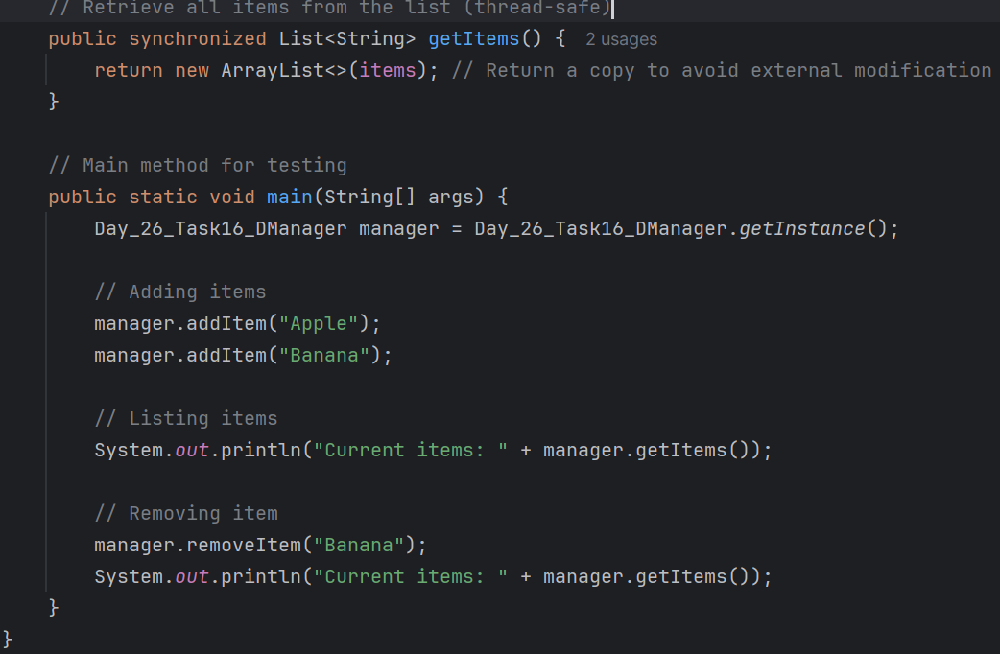 // Retrieve all items from the list (thread-safe)
public synchronized List<String> getItems() { 2 usages
return new ArrayList<>(items); // Return a copy to avoid external modification
}
// Main method for testing
public static void main(String[] args) {
Day_26_Task16_DManager manager = Day_26_Task16_DManager.getInstance();
// Adding items
manager.addItem("Apple");
manager.addItem("Banana");
// Listing items
System.out.println("Current items: " + manager.getItems());
// Removing item
manager.removeItem("Banana");
System.out.println("Current items: " + manager.getItems());
}
}